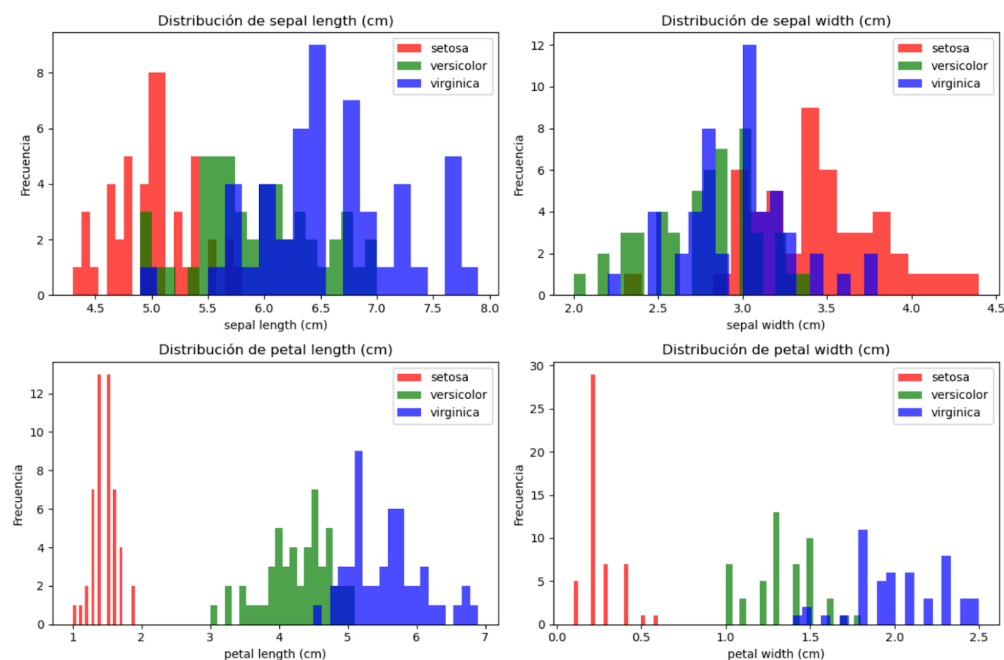 Distribución de sepal length (cm)
Frecuencia
8
6
4
2
0
setosa
versicolor
virginica
4.5 5.0 5.5 6.0 6.5 7.0 7.5 8.0
sepal length (cm)
Distribución de sepal width (cm)
Frecuencia
12
10
8
6
4
2
0
setosa
versicolor
virginica
2.0 2.5 3.0 3.5 4.0 4.5
sepal width (cm)
Distribución de petal length (cm)
Frecuencia
12
10
8
6
4
2
0
setosa
versicolor
virginica
1 2 3 4 5 6 7
petal length (cm)
Distribución de petal width (cm)
Frecuencia
30
25
20
15
10
5
0
setosa
versicolor
virginica
0.0 0.5 1.0 1.5 2.0 2.5
petal width (cm)